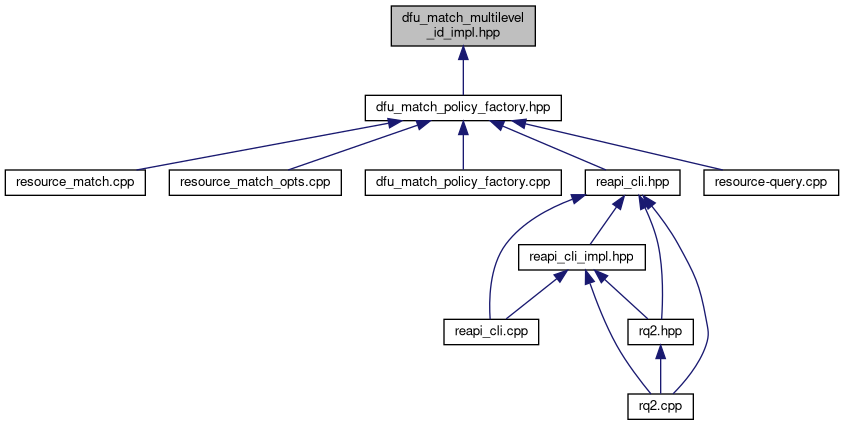 dfu_match_multilevel
_id_impl.hpp
dfu_match_policy_factory.hpp
resource_match.cpp
resource_match_opts.cpp
dfu_match_policy_factory.cpp
reapi_cli.hpp
resource-query.cpp
reapi_cli_impl.hpp
reapi_cli.cpp
rq2.hpp
rq2.cpp